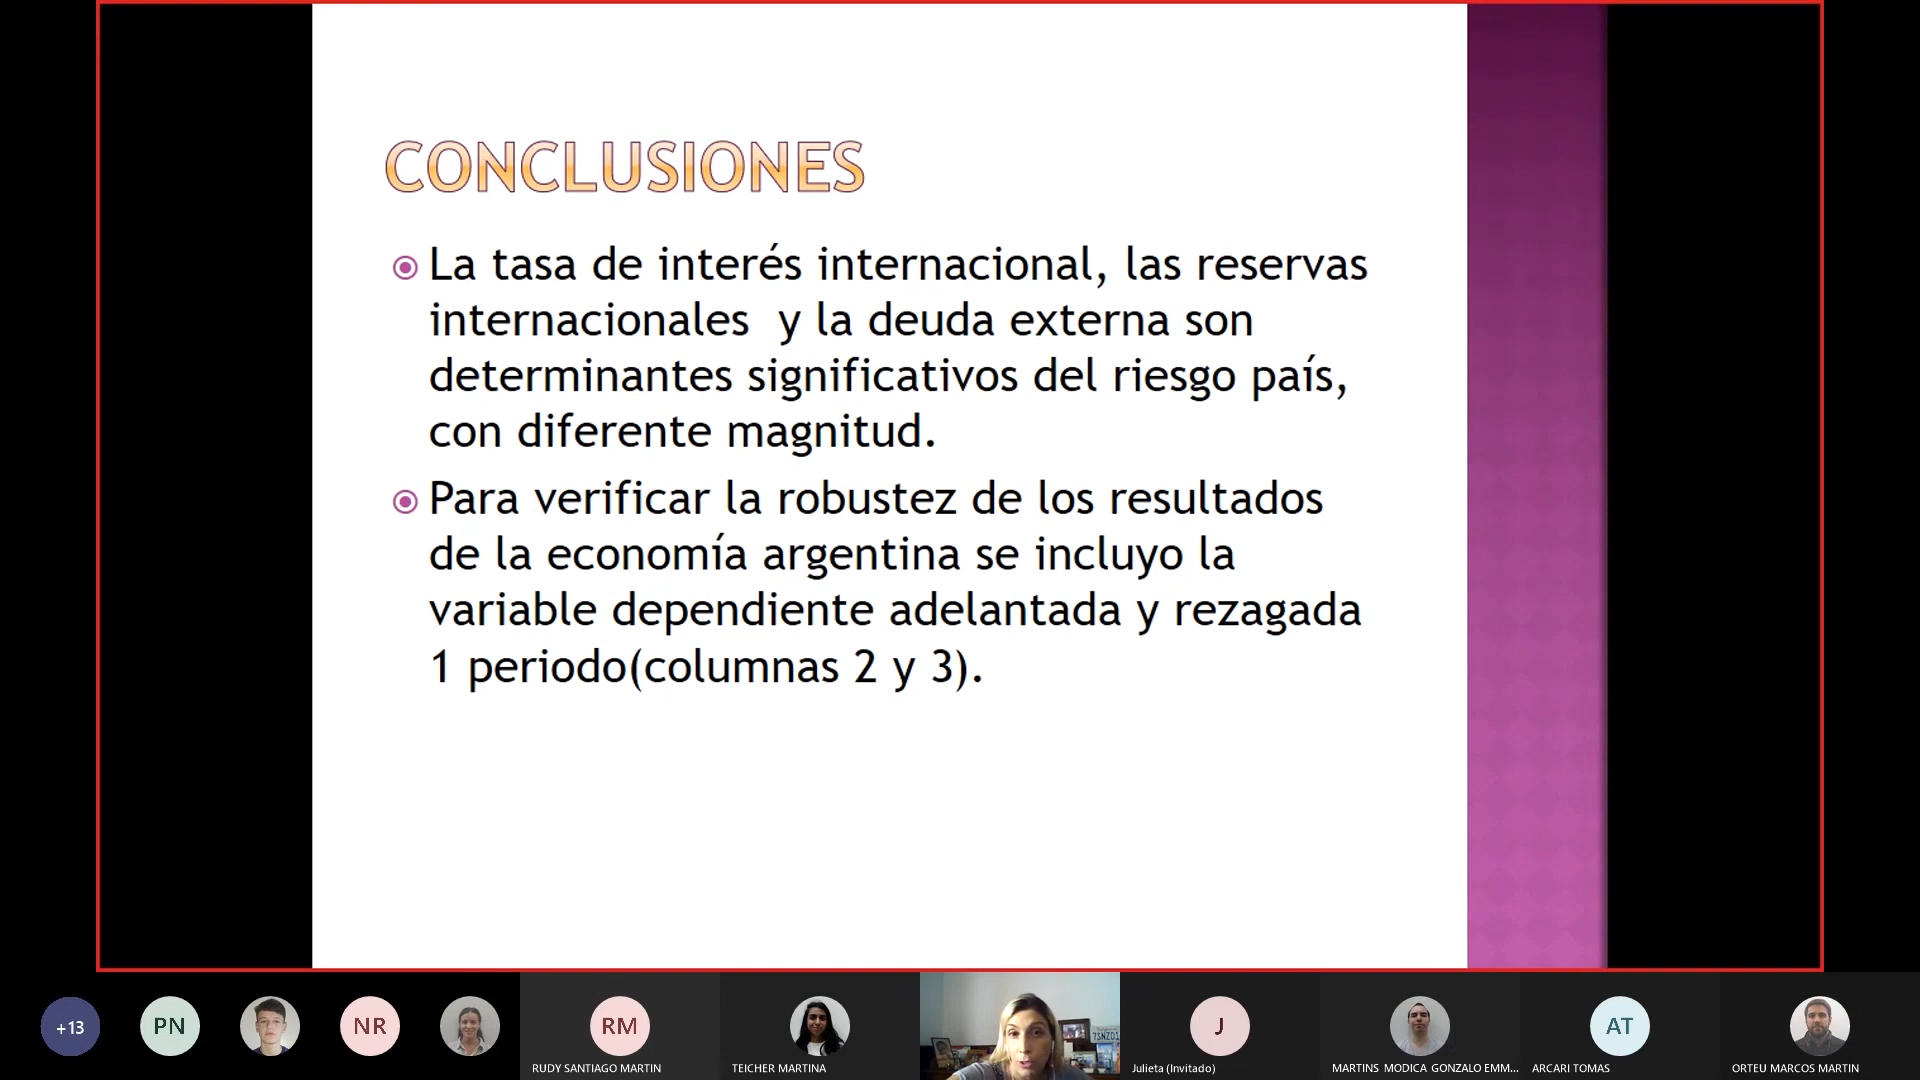 CONCLUSIONES
La tasa de interés internacional, las reservas
internacionales  y la deuda externa son
determinantes significativos del riesgo país,
con diferente magnitud.
Para verificar la robustez de los resultados
de la economía argentina se incluyo la
variable dependiente adelantada y rezagada
1 periodo(columnas 2 y 3).
+13
PN
NR
RM
RUDY SANTIAGO MARTIN
TEICHER MARTINA
73NZ01
J
Julieta (Invitado)
MARTINS MODICA GONZALO EMM...
AT
ARCARI TOMAS
ORTEU MARCOS MARTIN